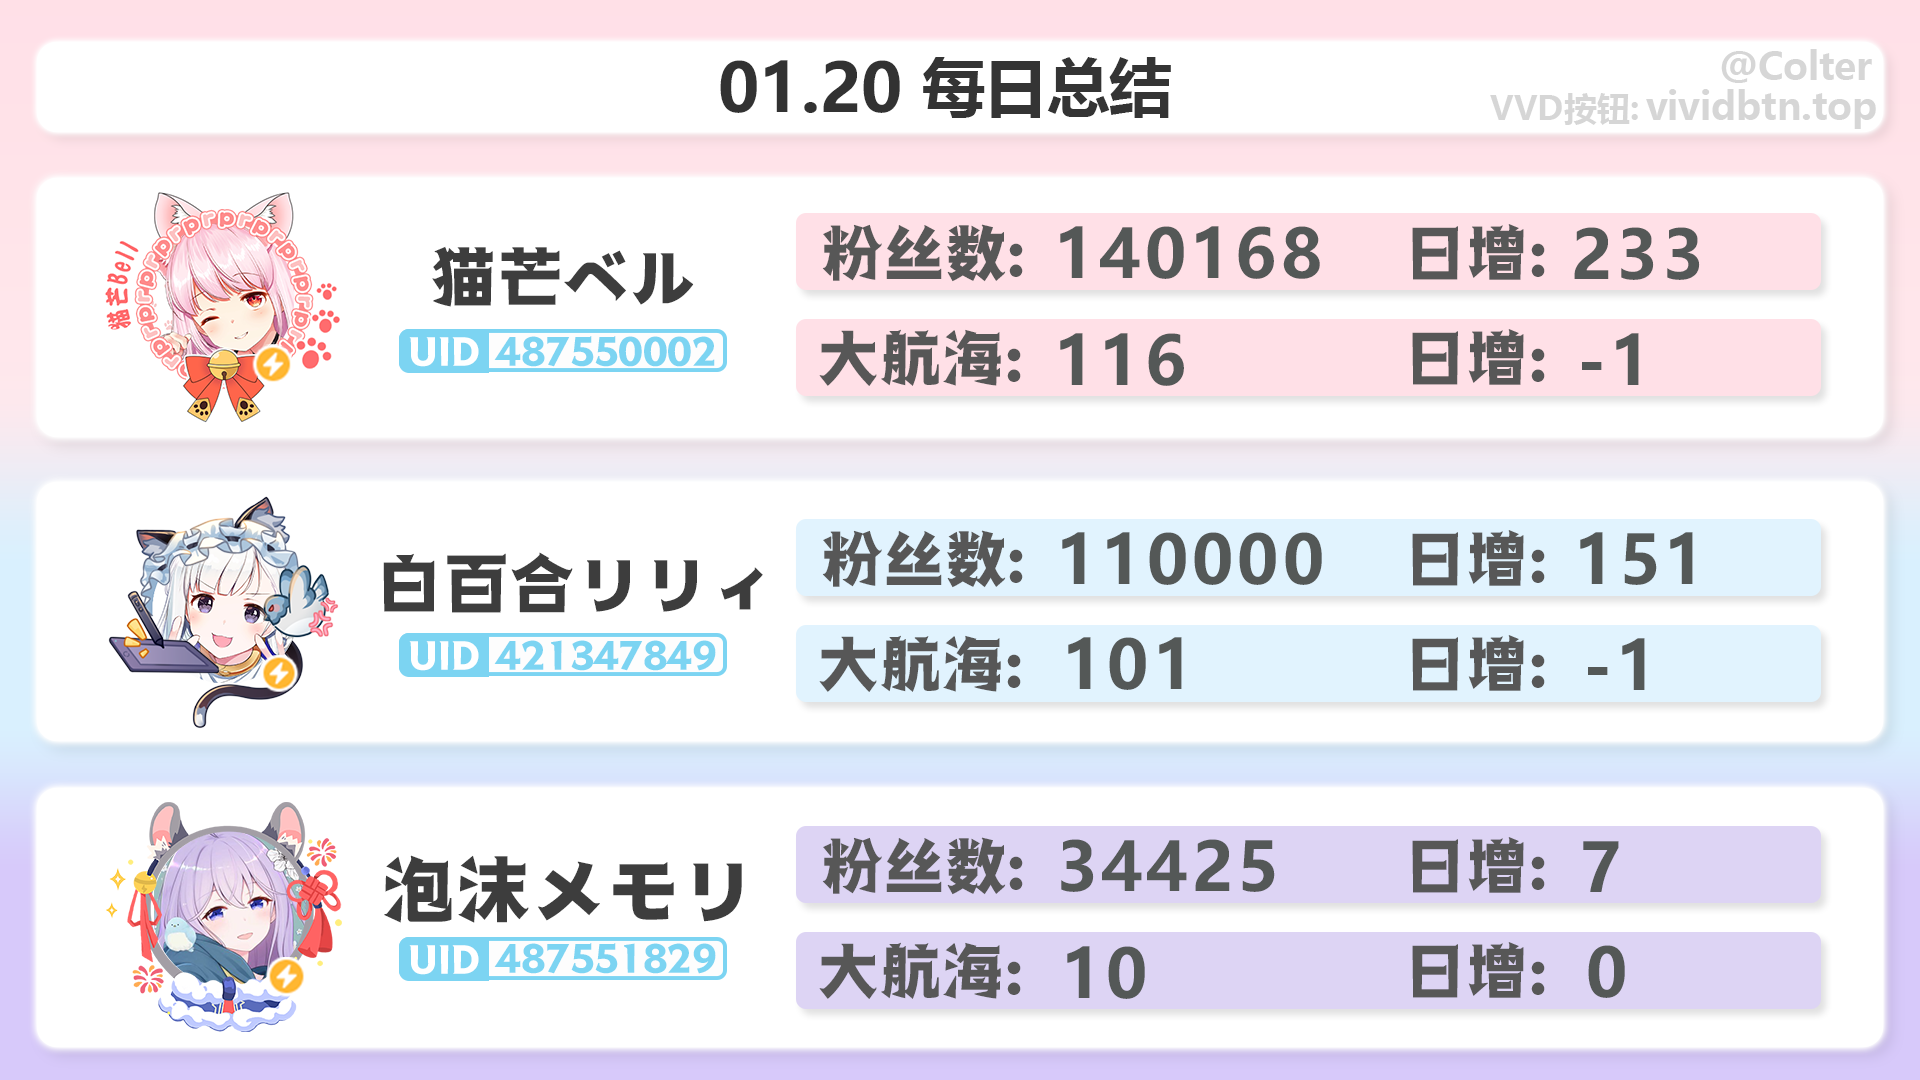 01.20 每日总结
@Colter
VVD按钮: vividbtn.top
猫芒Bell
prprprprprprprpr
猫芒ベル
UID 487550002
粉丝数: 140168 日增: 233
大航海: 116 日增: -1
白百合リリィ
UID 421347849
粉丝数: 110000 日增: 151
大航海: 101 日增: -1
泡沫メモリ
UID 487551829
粉丝数: 34425 日增: 7
大航海: 10 日增: 0